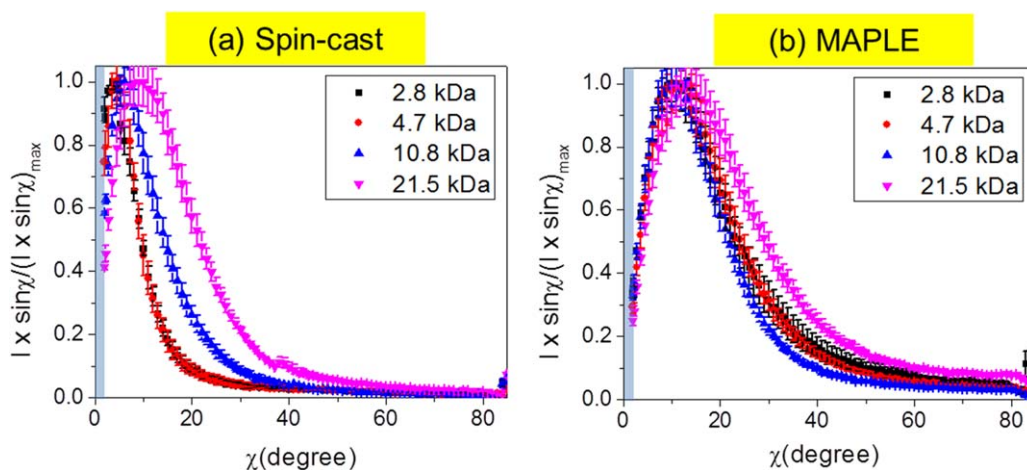 (a) Spin-cast
(b) MAPLE
I x sinχ/(I x sinχ)max
1.0
0.8
0.6
0.4
0.2
0.0
2.8 kDa
4.7 kDa
10.8 kDa
21.5 kDa
0 20 40 60 80
χ(degree)
I x sinχ/(I x sinχ)max
1.0
0.8
0.6
0.4
0.2
0.0
2.8 kDa
4.7 kDa
10.8 kDa
21.5 kDa
0 20 40 60 80
χ(degree)